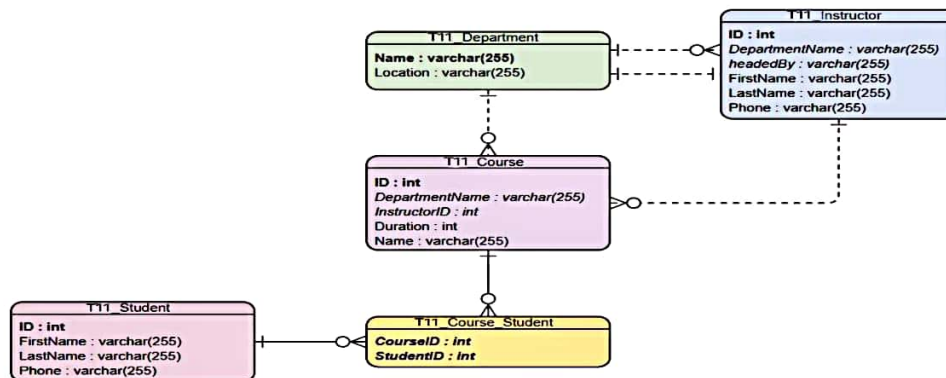 T11_Department
Name : varchar(255)
Location : varchar(255)
T11_Instructor
ID : int
DepartmentName : varchar(255)
headedBy : varchar(255)
FirstName : varchar(255)
LastName : varchar(255)
Phone : varchar(255)
T11_Course
ID : int
DepartmentName : varchar(255)
InstructorID : int
Duration : int
Name : varchar(255)
T11_Student
ID : int
FirstName : varchar(255)
LastName : varchar(255)
Phone : varchar(255)
T11_Course_Student
CourseID : int
StudentID : int